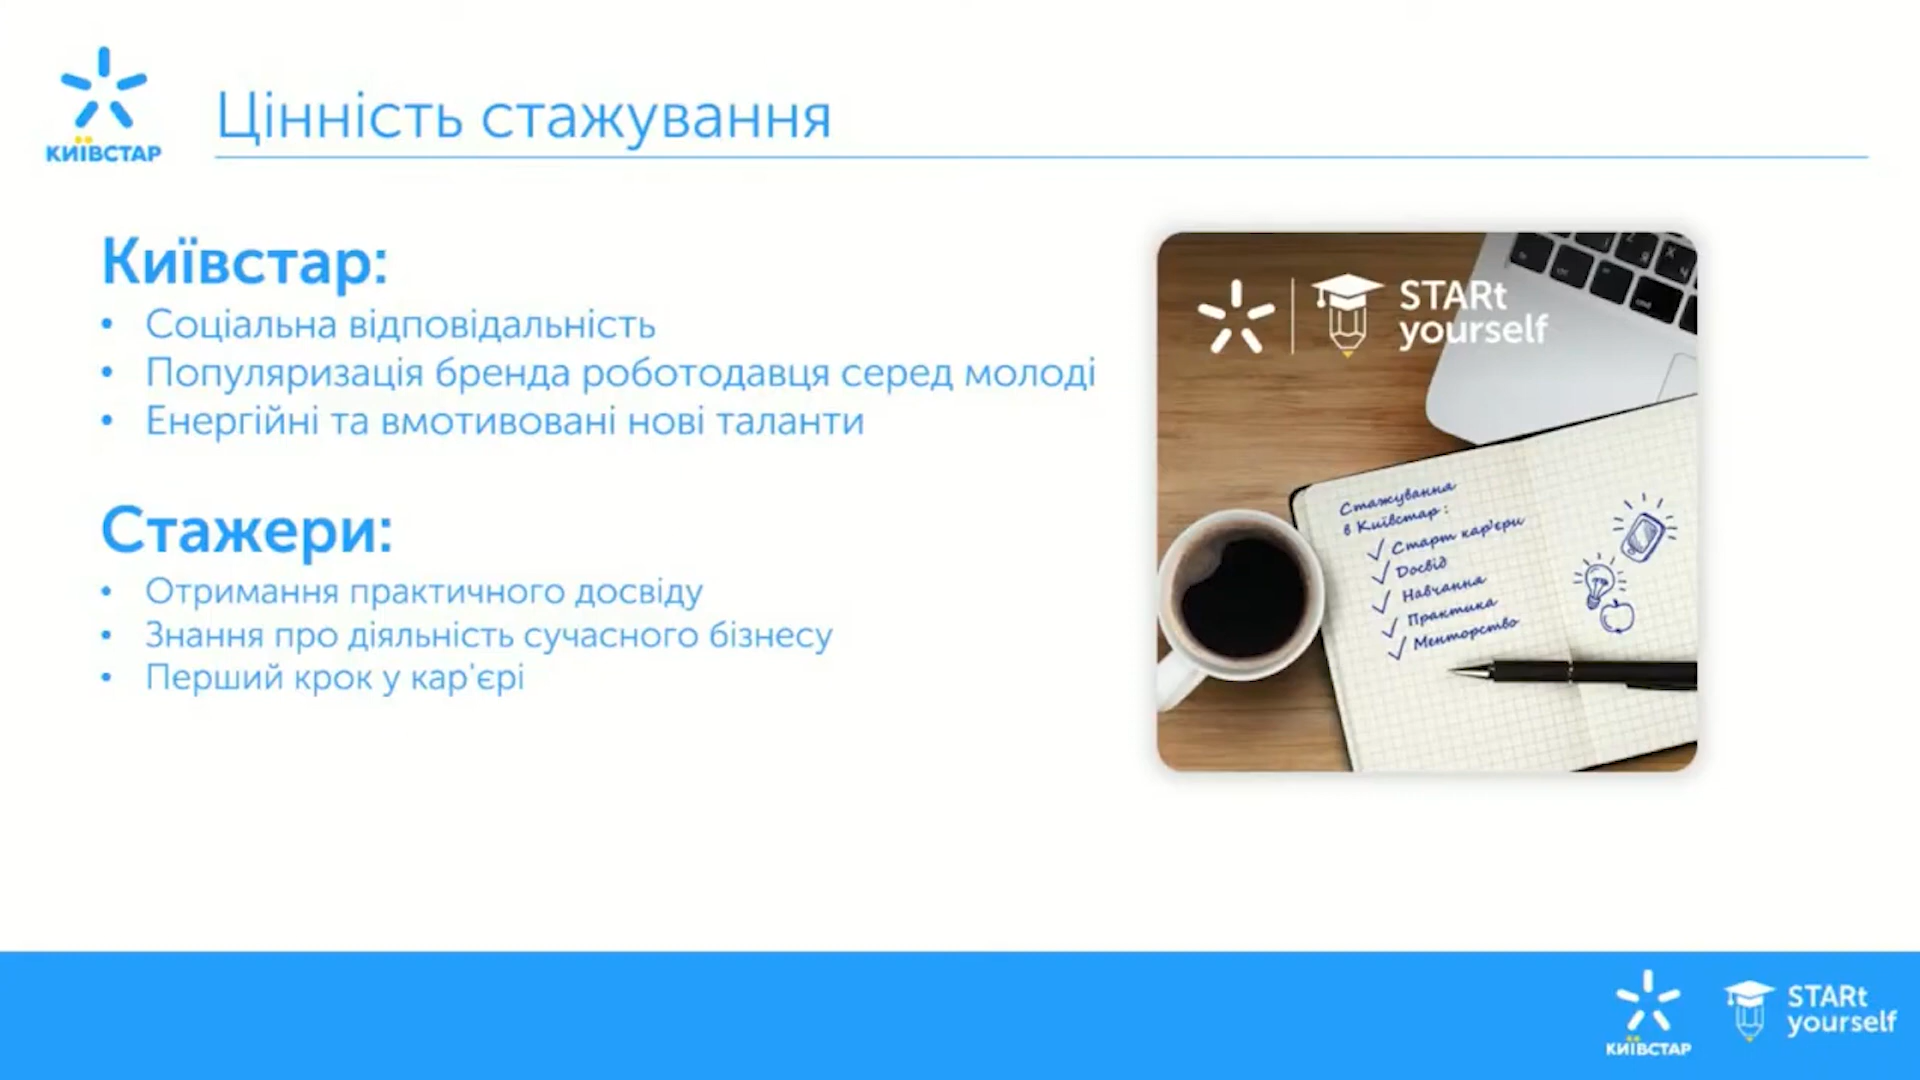 КИЇВСТАР
Цінність стажування
Київстар:
• Соціальна відповідальність
• Популяризація бренда роботодавця серед молоді
• Енергійні та вмотивовані нові таланти
Стажери:
• Отримання практичного досвіду
• Знання про діяльність сучасного бізнесу
• Перший крок у кар'єрі
STARt
yourself
Стажування
в Київстар:
✓ Старт кар'єри
✓ Досвід
✓ Навчання
✓ Практика
✓ Менторство
КИЇВСТАР
STARt
yourself